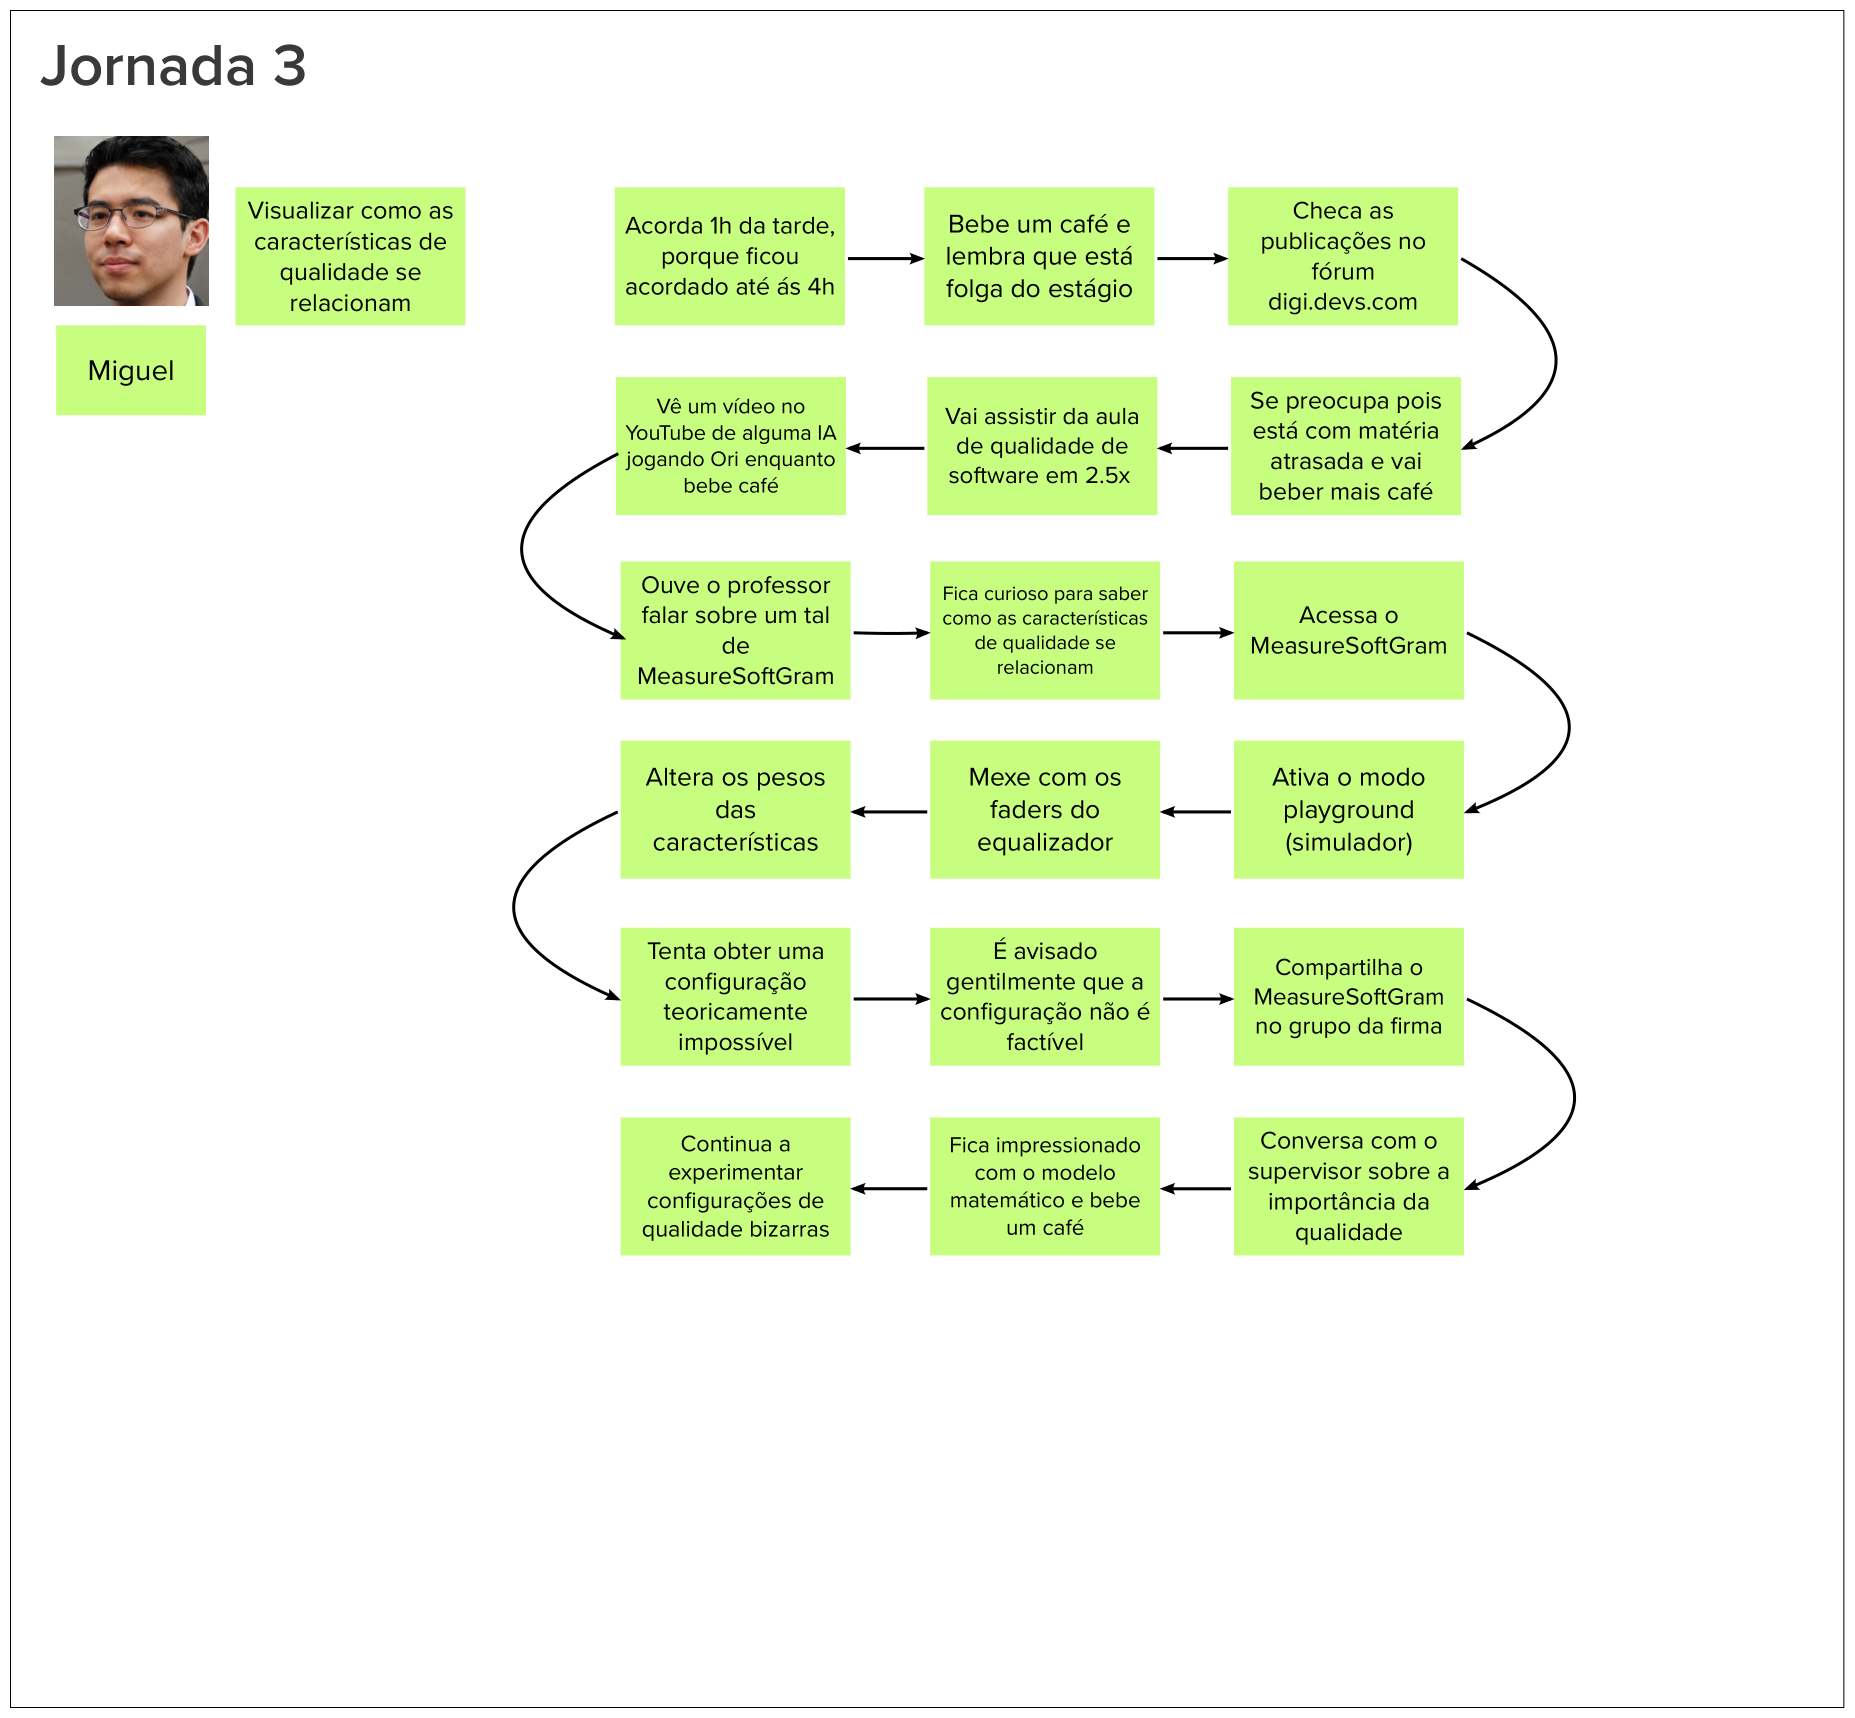 Jornada 3
Miguel
Visualizar como as
características de
qualidade se
relacionam
Acorda 1h da tarde,
porque ficou
acordado até ás 4h
Bebe um café e
lembra que está
folga do estágio
Checa as
publicações no
fórum
digi.devs.com
Se preocupa pois
está com matéria
atrasada e vai
beber mais café
Vai assistir da aula
de qualidade de
software em 2.5x
Vê um vídeo no
YouTube de alguma IA
jogando Ori enquanto
bebe café
Ouve o professor
falar sobre um tal
de
MeasureSoftGram
Fica curioso para saber
como as características
de qualidade se
relacionam
Acessa o
MeasureSoftGram
Ativa o modo
playground
(simulador)
Mexe com os
faders do
equalizador
Altera os pesos
das
características
Tenta obter uma
configuração
teoricamente
impossível
É avisado
gentilmente que a
configuração não é
factível
Compartilha o
MeasureSoftGram
no grupo da firma
Conversa com o
supervisor sobre a
importância da
qualidade
Fica impressionado
com o modelo
matemático e bebe
um café
Continua a
experimentar
configurações de
qualidade bizarras